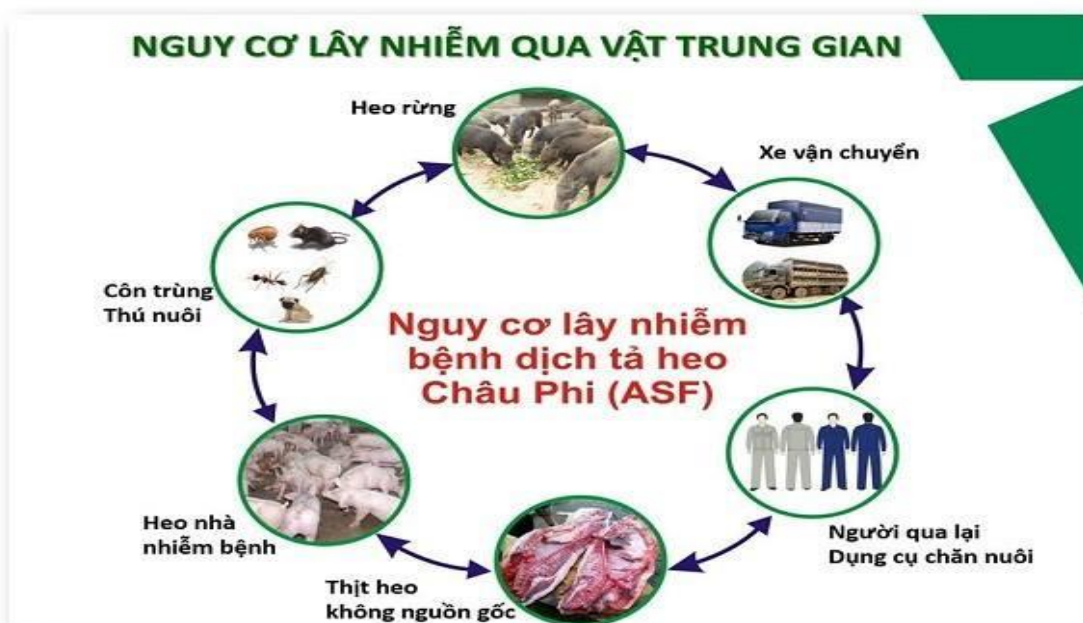 NGUY CƠ LÂY NHIỄM QUA VẬT TRUNG GIAN
Heo rừng
Xe vận chuyển
Côn trùng
Thú nuôi
Nguy cơ lây nhiễm
bệnh dịch tả heo
Châu Phi (ASF)
Heo nhà
nhiễm bệnh
Người qua lại
Dụng cụ chăn nuôi
Thịt heo
không nguồn gốc